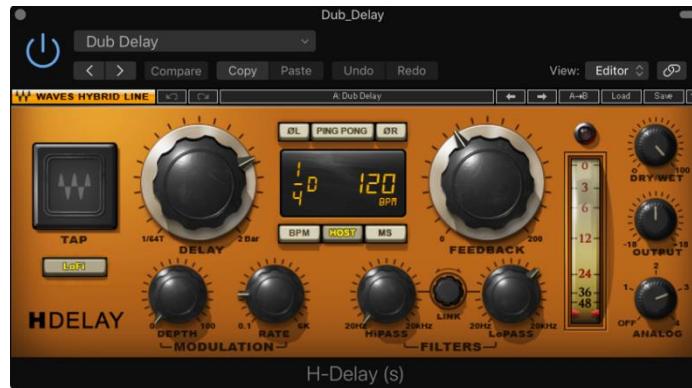 Dub_Delay
Dub Delay
Compare Copy Paste Undo Redo View: Editor
WAVES HYBRID LINE A: Dub Delay A→B Load Save
ØL PING PONG ØR
1/4 D 120 BPM
BPM HOST MS
TAP
LoFi
1/64T 2 Bar
DELAY
0 200
FEEDBACK
0
3
6
12
24
36
48
0 100
DRY/WET
-18 18
OUTPUT
1 2 3 4 OFF
ANALOG
HDELAY
0 100 0.1 6K
DEPTH RATE
MODULATION
20Hz 20kHz LINK 20Hz 20kHz
HiPASS LoPASS
FILTERS
H-Delay (s)